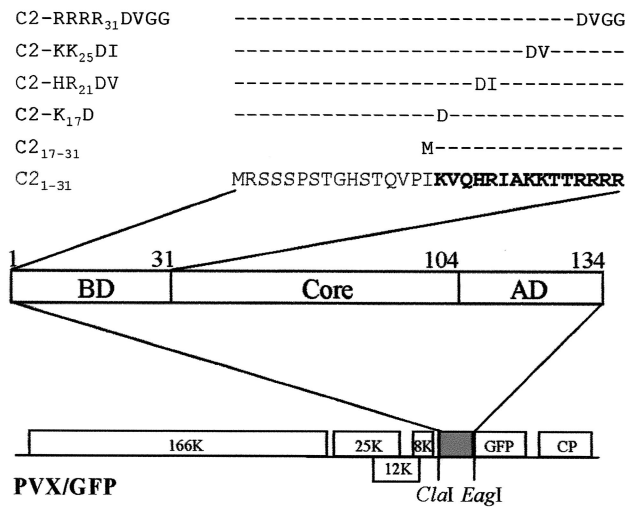 C2-RRRR₃₁DVGG ---------------------------DVGG
C2-KK₂₅DI -----------------------DV------
C2-HR₂₁DV -------------------DI----------
C2-K₁₇D ----------------D--------------
C2₁₇₋₃₁ M---------------
C2₁₋₃₁ MRSSSPSTGHSTQVPIKVQHRIAKKTTRRRR
1 31 104 134
BD Core AD
166K 25K 8K GFP CP
12K
PVX/GFP ClaI EagI